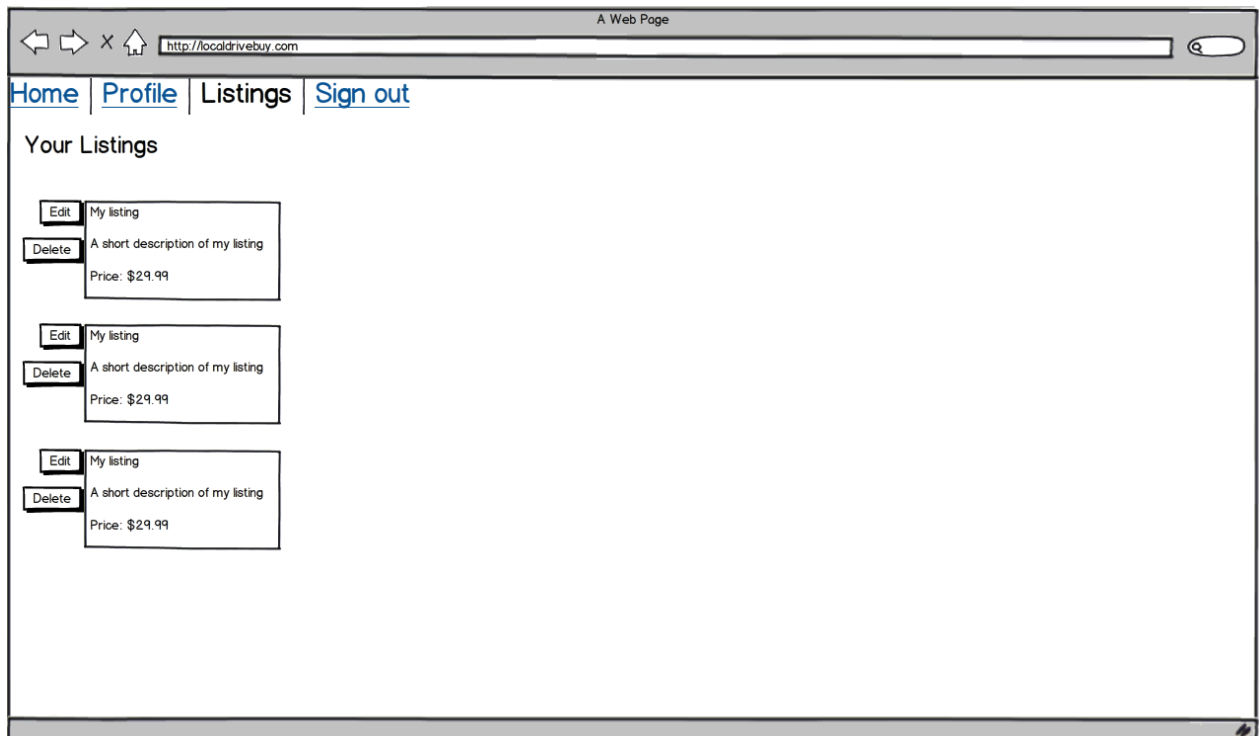 A Web Page
http://localdrivebuy.com
Home Profile Listings Sign out
Your Listings
Edit My listing
Delete A short description of my listing
Price: $29.99
Edit My listing
Delete A short description of my listing
Price: $29.99
Edit My listing
Delete A short description of my listing
Price: $29.99